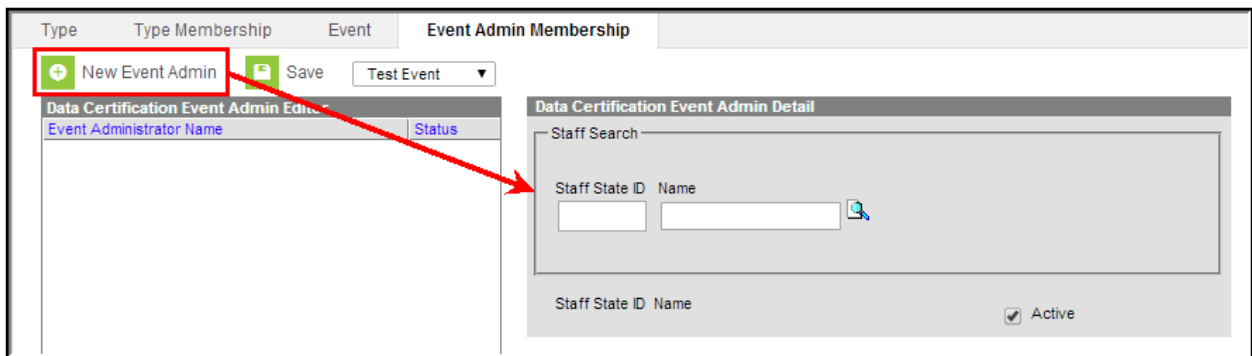 Type Type Membership Event Event Admin Membership
New Event Admin Save Test Event
Data Certification Event Admin Editor
Event Administrator Name Status
Data Certification Event Admin Detail
Staff Search
Staff State ID Name
Staff State ID Name
Active